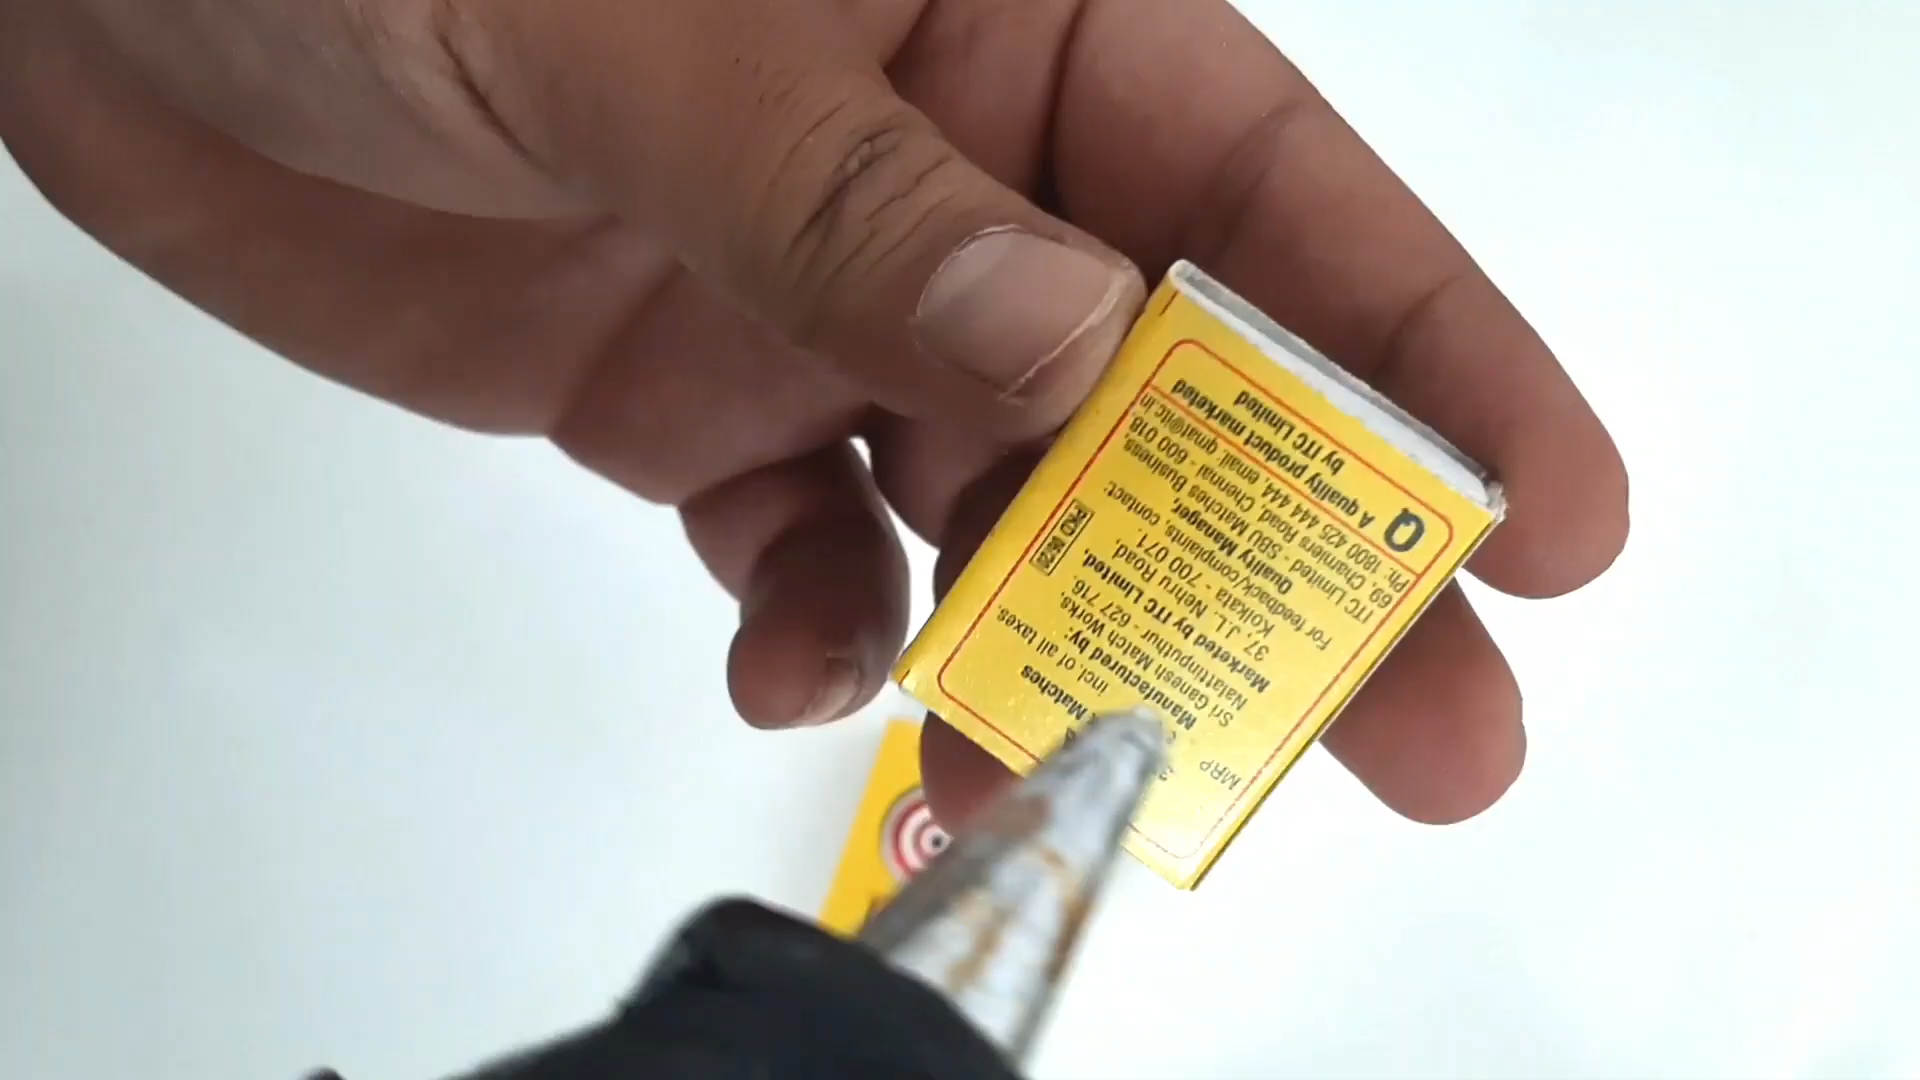 MRP
Matches
incl. of all taxes.
Manufactured by:
Sri Ganesh Match Works,
Nalattinputhur - 627 716.
Marketed by ITC Limited,
37, J.L. Nehru Road,
Kolkata - 700 071.
PKD
For feedback/complaints, contact:
Quality Manager,
ITC Limited - SBU Matches Business
69, Chamiers Road, Chennai - 600 018.
Ph: 1800 425 444 444, email: qmat@itc.in
Q
A quality product marketed
by ITC Limited